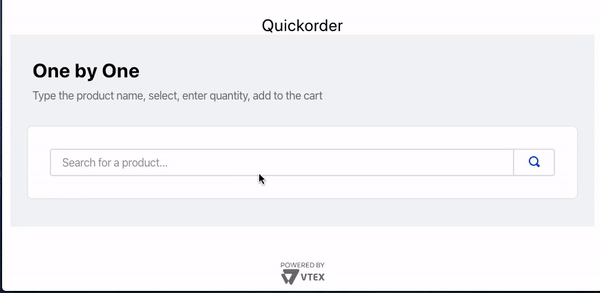 Quickorder
One by One
Type the product name, select, enter quantity, add to the cart
Search for a product...
POWERED BY
VTEX